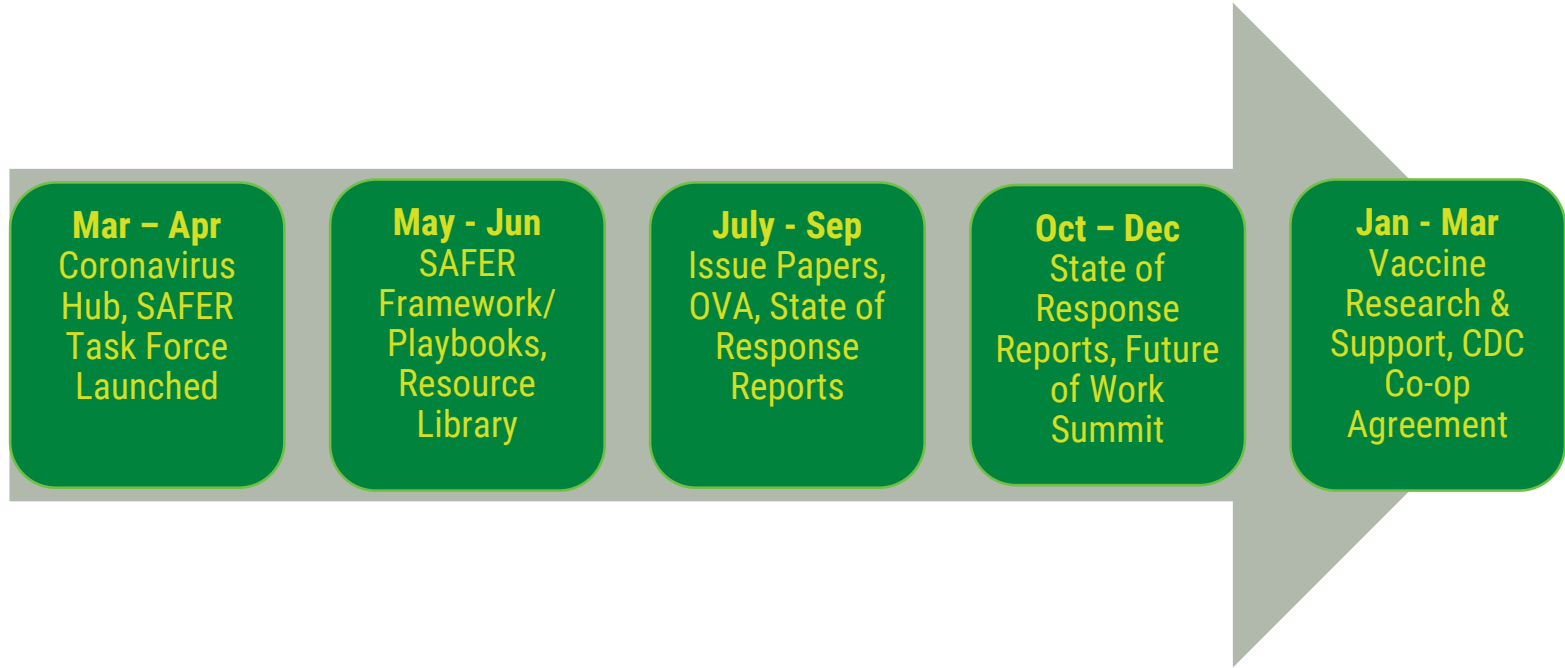 Mar – Apr
Coronavirus
Hub, SAFER
Task Force
Launched
May - Jun
SAFER
Framework/
Playbooks,
Resource
Library
July - Sep
Issue Papers,
OVA, State of
Response
Reports
Oct – Dec
State of
Response
Reports, Future
of Work
Summit
Jan - Mar
Vaccine
Research &
Support, CDC
Co-op
Agreement